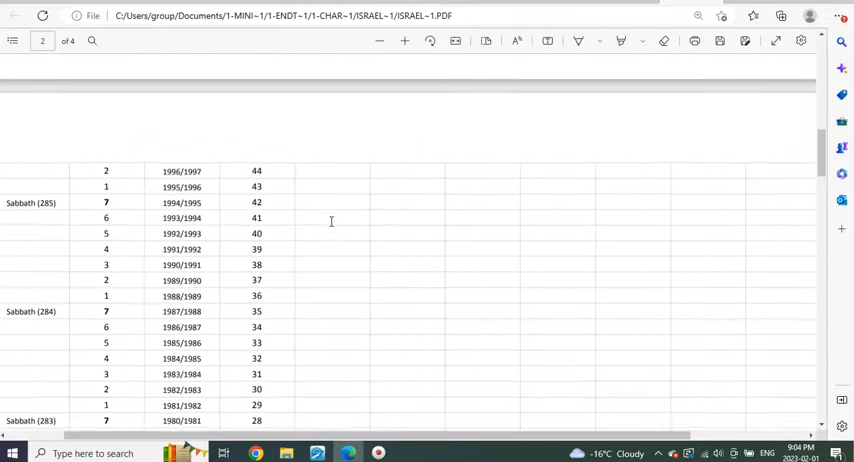 File C:/Users/group/Documents/1-MINI~1/1-ENDT~1/1-CHAR~1/ISRAEL~1/ISRAEL~1.PDF
2 of 4
2 1996/1997 44
1 1995/1996 43
Sabbath (285) 7 1994/1995 42
6 1993/1994 41
5 1992/1993 40
4 1991/1992 39
3 1990/1991 38
2 1989/1990 37
1 1988/1989 36
Sabbath (284) 7 1987/1988 35
6 1986/1987 34
5 1985/1986 33
4 1984/1985 32
3 1983/1984 31
2 1982/1983 30
1 1981/1982 29
Sabbath (283) 7 1980/1981 28
Type here to search
-16°C Cloudy
ENG
9:04 PM
2023-02-01